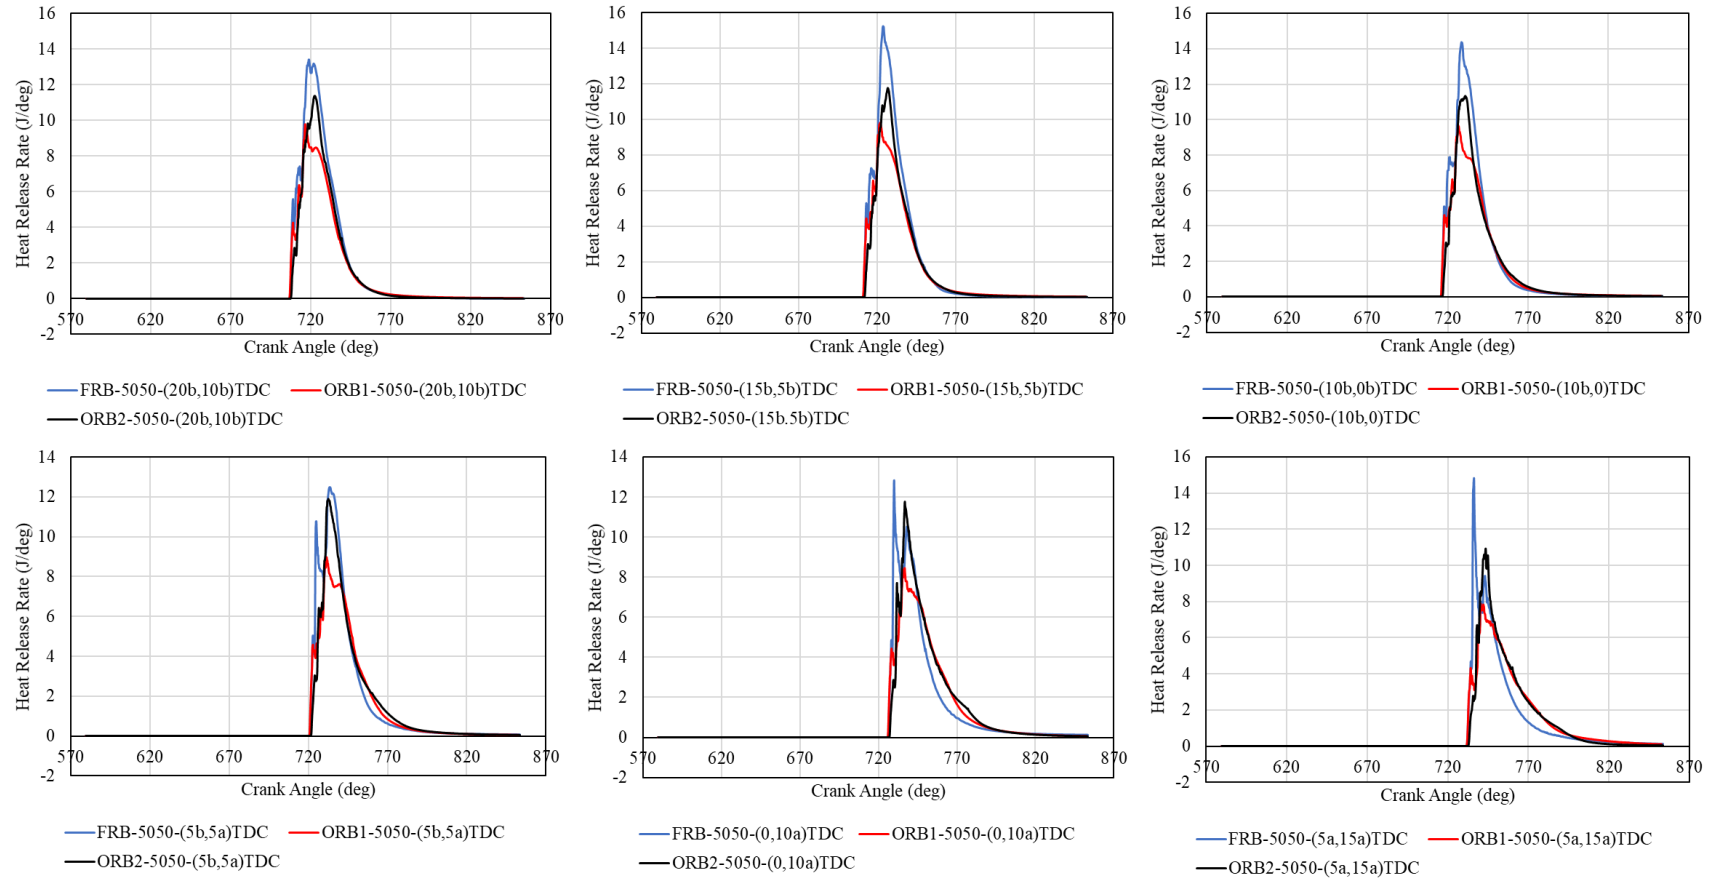 16
14
12
10
8
6
4
2
0
-2
Heat Release Rate (J/deg)
570 620 670 720 770 820 870
Crank Angle (deg)
FRB-5050-(20b,10b)TDC ORB1-5050-(20b,10b)TDC
ORB2-5050-(20b,10b)TDC
16
14
12
10
8
6
4
2
0
-2
Heat Release Rate (J/deg)
570 620 670 720 770 820 870
Crank Angle (deg)
FRB-5050-(15b,5b)TDC ORB1-5050-(15b,5b)TDC
ORB2-5050-(15b.5b)TDC
16
14
12
10
8
6
4
2
0
-2
Heat Release Rate (J/deg)
570 620 670 720 770 820 870
Crank Angle (deg)
FRB-5050-(10b,0b)TDC ORB1-5050-(10b,0)TDC
ORB2-5050-(10b,0)TDC
14
12
10
8
6
4
2
0
-2
Heat Release Rate (J/deg)
570 620 670 720 770 820 870
Crank Angle (deg)
FRB-5050-(5b,5a)TDC ORB1-5050-(5b,5a)TDC
ORB2-5050-(5b,5a)TDC
14
12
10
8
6
4
2
0
-2
Heat Release Rate (J/deg)
570 620 670 720 770 820 870
Crank Angle (deg)
FRB-5050-(0,10a)TDC ORB1-5050-(0,10a)TDC
ORB2-5050-(0,10a)TDC
16
14
12
10
8
6
4
2
0
-2
Heat Release Rate (J/deg)
570 620 670 720 770 820 870
Crank Angle (deg)
FRB-5050-(5a,15a)TDC ORB1-5050-(5a,15a)TDC
ORB2-5050-(5a,15a)TDC